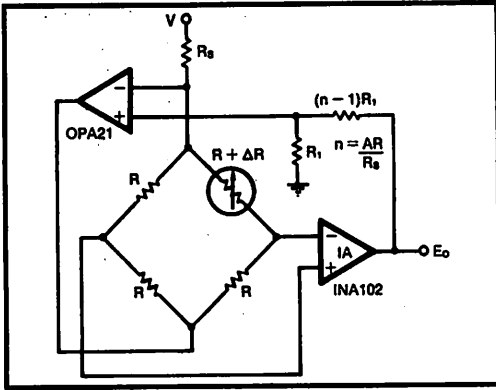 V
Rs
(n − 1)R₁
−
+
OPA21
R₁
n = AR/Rs
R + ΔR
R
−
IA
+
Eo
INA102
R
R